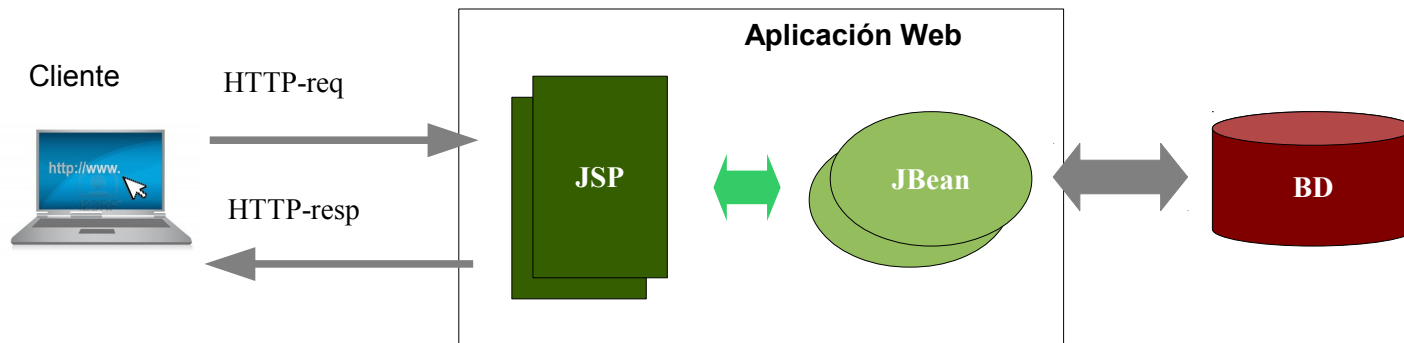 Aplicación Web
Cliente
HTTP-req
http://www.
JSP
JBean
BD
HTTP-resp